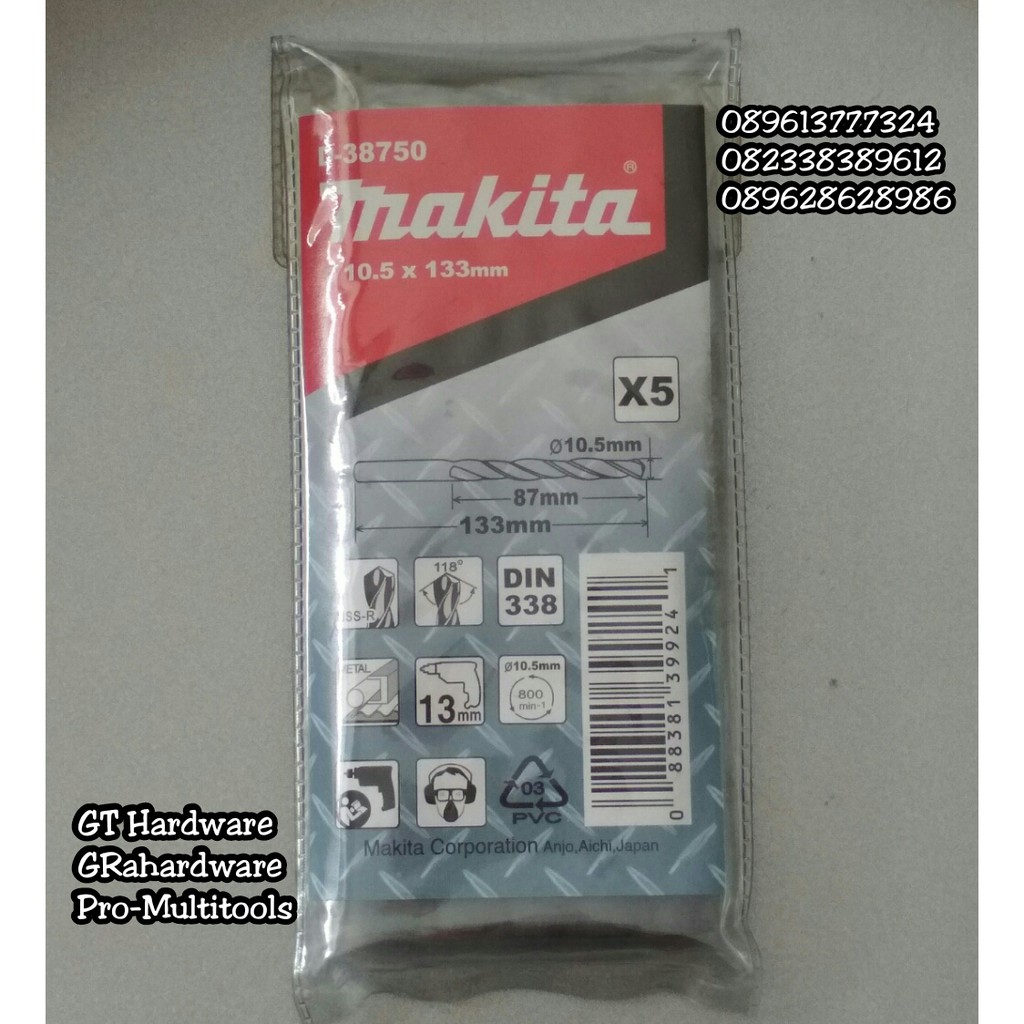 089613777324
082338389612
089628628986
D-38750
makita®
10.5 x 133mm
X5
Ø10.5mm
87mm
133mm
HSS-R
118°
DIN
338
METAL
13mm
Ø10.5mm
800
min-1
03
PVC
0 88381 39924 1
Makita Corporation Anjo,Aichi,Japan
GT Hardware
GRahardware
Pro-Multitools